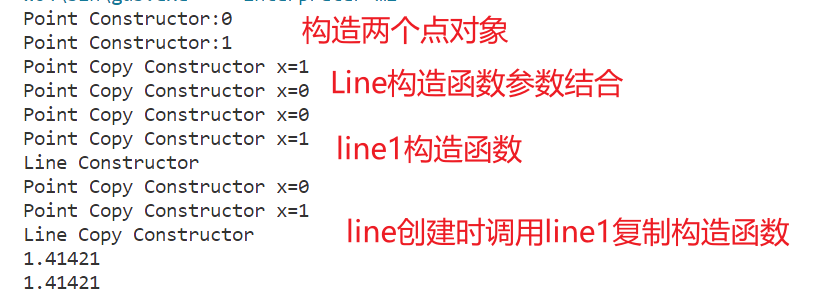 Point Constructor:0
Point Constructor:1
构造两个点对象
Point Copy Constructor x=1
Point Copy Constructor x=0
Line构造函数参数结合
Point Copy Constructor x=0
Point Copy Constructor x=1
Line Constructor
line1构造函数
Point Copy Constructor x=0
Point Copy Constructor x=1
Line Copy Constructor
line创建时调用line1复制构造函数
1.41421
1.41421